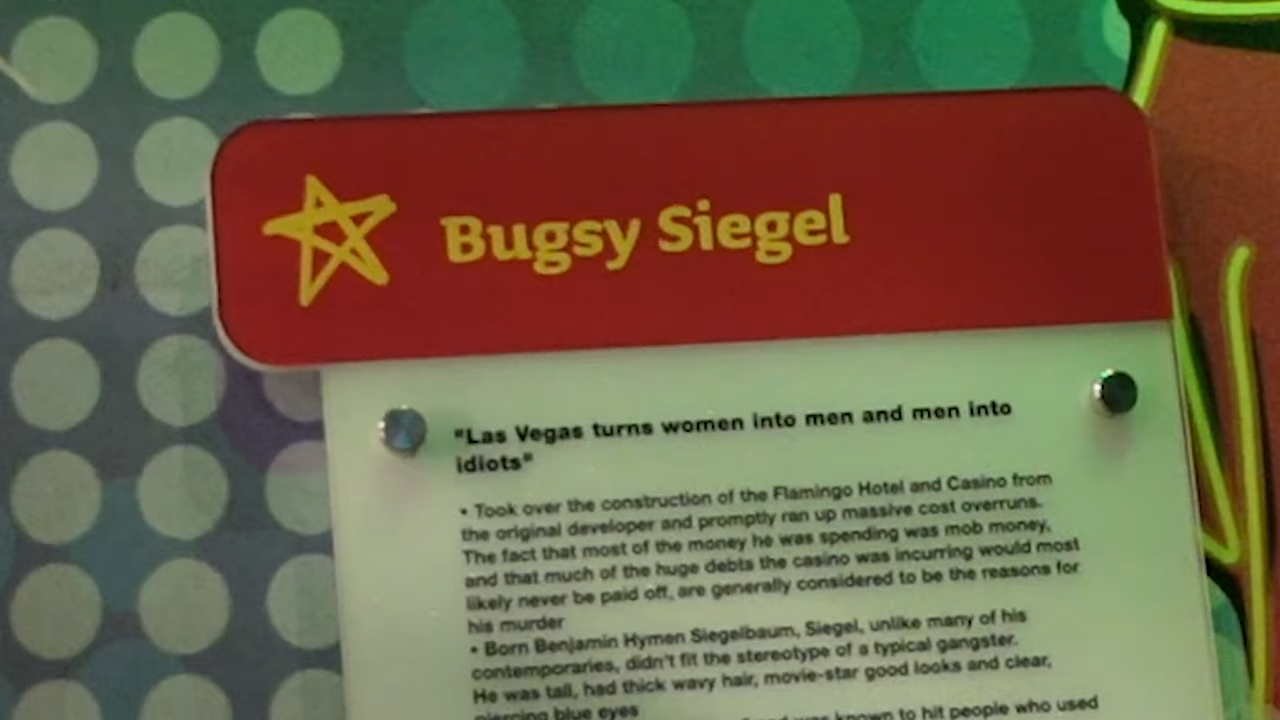 Bugsy Siegel
"Las Vegas turns women into men and men into
idiots"
• Took over the construction of the Flamingo Hotel and Casino from
the original developer and promptly ran up massive cost overruns.
The fact that most of the money he was spending was mob money,
and that much of the huge debts the casino was incurring would most
likely never be paid off, are generally considered to be the reasons for
his murder
• Born Benjamin Hymen Siegelbaum, Siegel, unlike many of his
contemporaries, didn't fit the stereotype of a typical gangster.
He was tall, had thick wavy hair, movie-star good looks and clear,
piercing blue eyes
was known to hit people who used